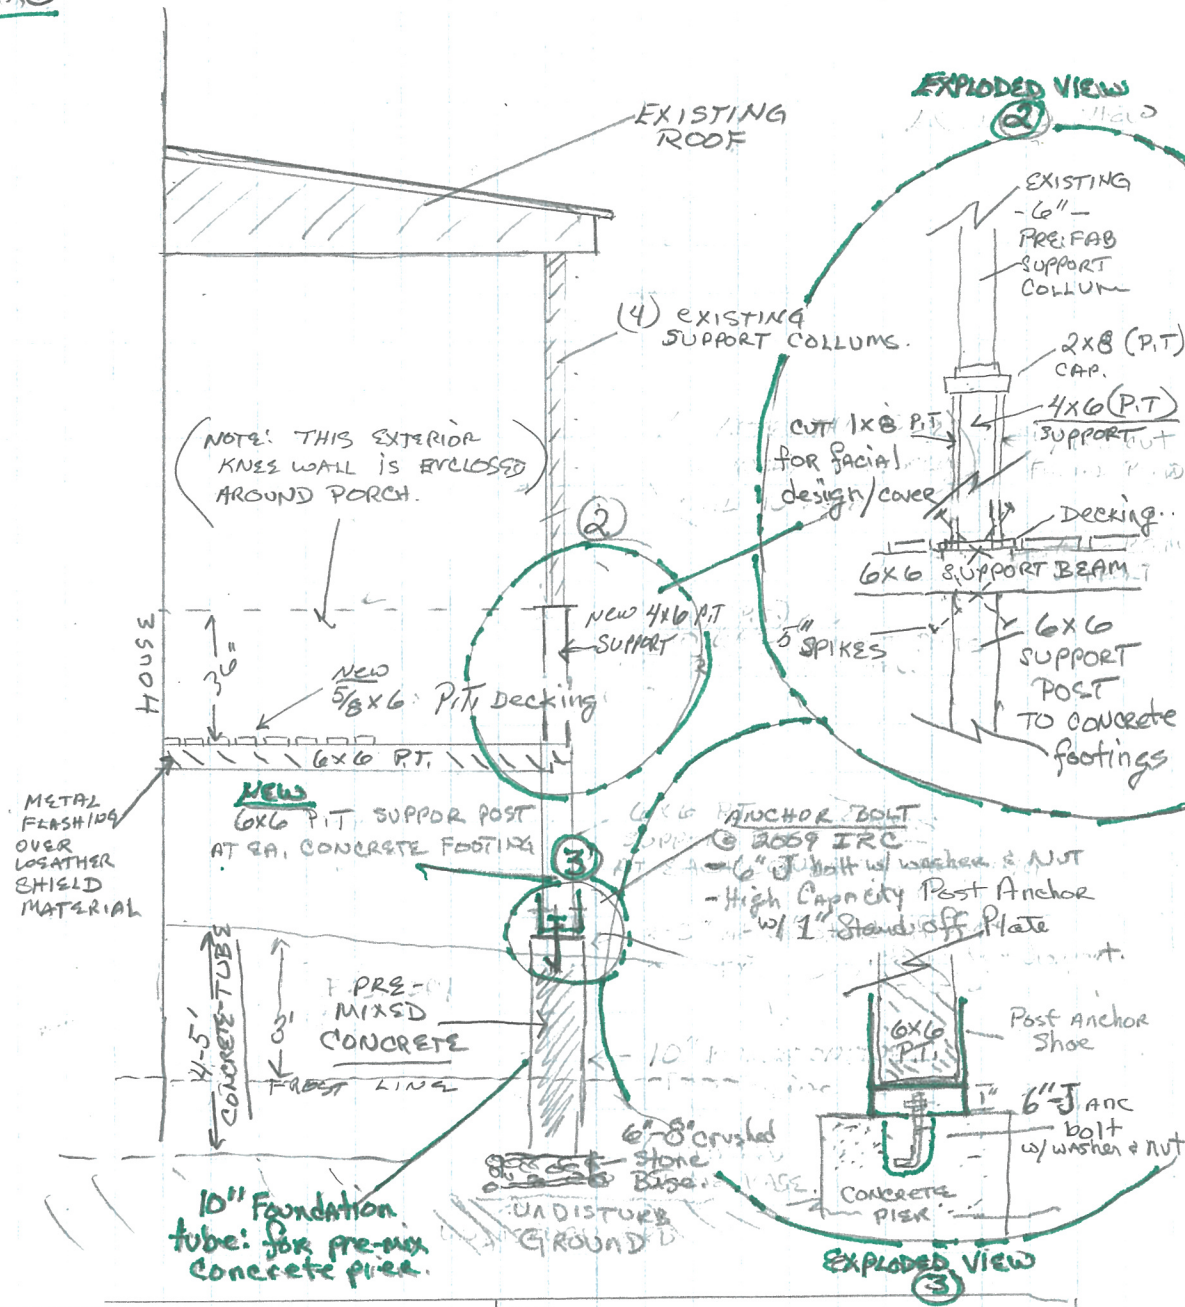 EXPLODED VIEW
2
EXISTING
ROOF
EXISTING
- 6" -
PRE:FAB
SUPPORT
COLLUM
(4) EXISTING
SUPPORT COLLUMS.
2X8 (P.T)
CAP.
4X6 (P.T)
SUPPORT
CUT 1X8 P.T
FOR facial
design/cover
Decking..
6X6 SUPPORT BEAM
5" SPIKES
6X6
SUPPORT
POST
TO CONCRETE
footings
(NOTE: THIS EXTERIOR
KNEE WALL IS ENCLOSED
AROUND PORCH.)
2
NEW 4X6 P.T
SUPPORT
HOUSE
36"
NEW
5/8 X 6 P.T. Decking
6X6 P.T.
METAL
FLASHING
OVER
WEATHER
SHIELD
MATERIAL
NEW
6X6 P.T SUPPOR POST
AT EA. CONCRETE FOOTING
3
ANCHOR BOLT
@ 2009 IRC
- 6" J bolt w/ washer & NUT
- High Capacity Post Anchor
w/ 1" Stand off Plate
4-5'
CONCRETE-TUBE
3'
PRE-
MIXED
CONCRETE
FROST LINE
6"-8" crushed
Stone
Base.
UNDISTURB
GROUND
10" Foundation
tube: for pre-mix
Concrete pier.
6X6
P.T.
Post Anchor
Shoe
1"
6"-J ANC
bolt
w/ washer & nut
CONCRETE
PIER
EXPLODED VIEW
3